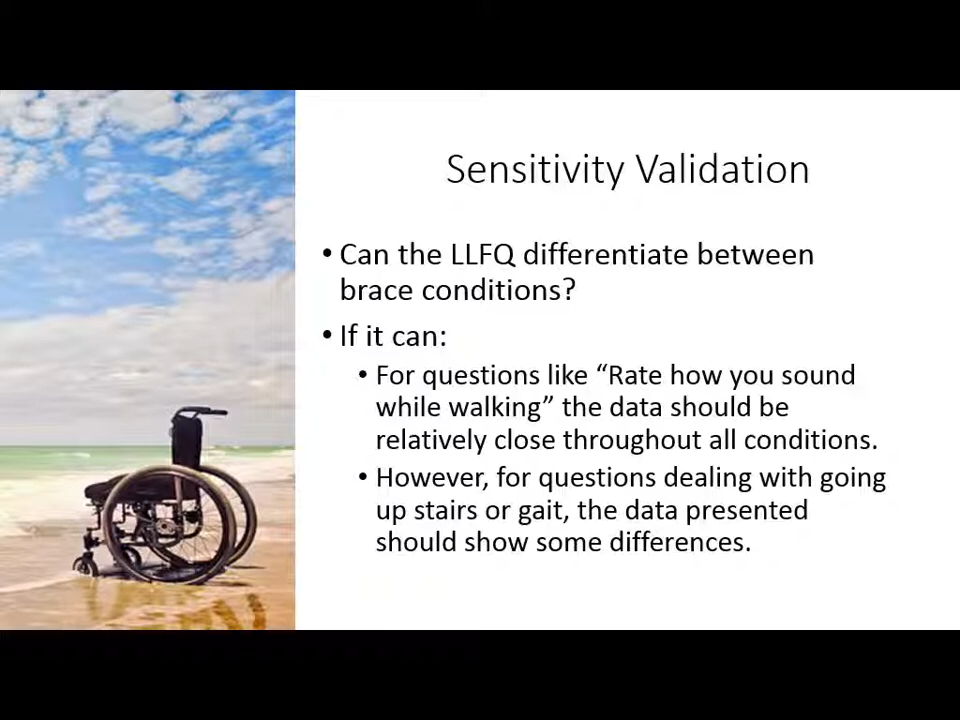 Sensitivity Validation
• Can the LLFQ differentiate between
brace conditions?
• If it can:
• For questions like “Rate how you sound
while walking” the data should be
relatively close throughout all conditions.
• However, for questions dealing with going
up stairs or gait, the data presented
should show some differences.